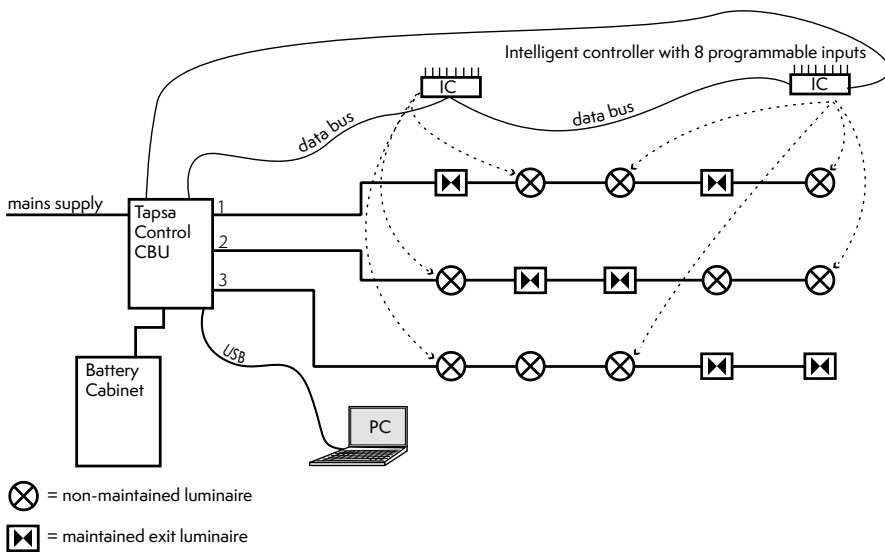 Intelligent controller with 8 programmable inputs
IC
IC
data bus
data bus
mains supply
Tapsa
Control
CBU
1
2
3
USB
Battery
Cabinet
PC
= non-maintained luminaire
= maintained exit luminaire